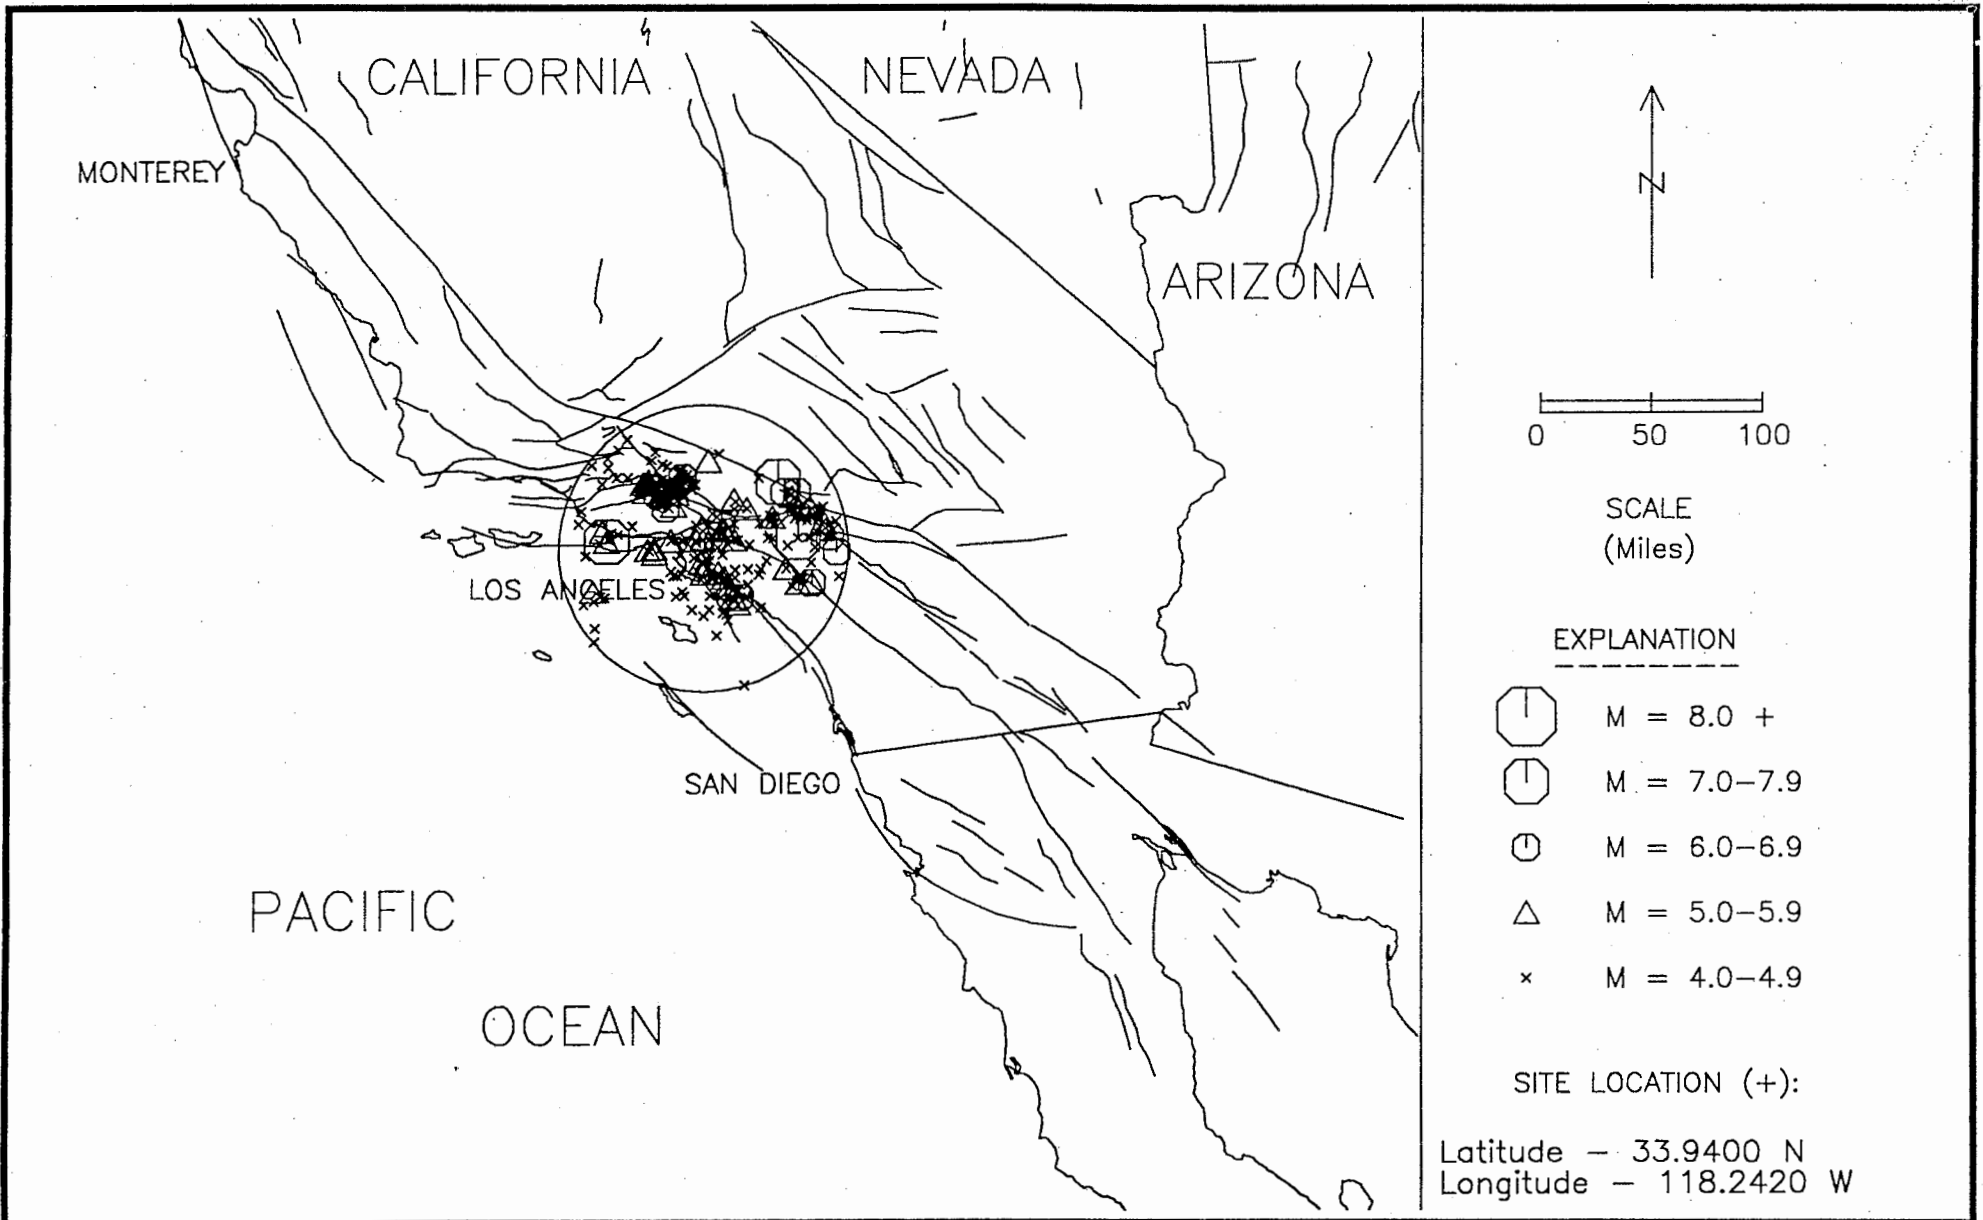 CALIFORNIA
NEVADA
MONTEREY
ARIZONA
LOS ANGELES
SAN DIEGO
PACIFIC
OCEAN
N
0 50 100
SCALE
(Miles)
EXPLANATION
M = 8.0 +
M = 7.0-7.9
M = 6.0-6.9
M = 5.0-5.9
M = 4.0-4.9
SITE LOCATION (+):
Latitude - 33.9400 N
Longitude - 118.2420 W